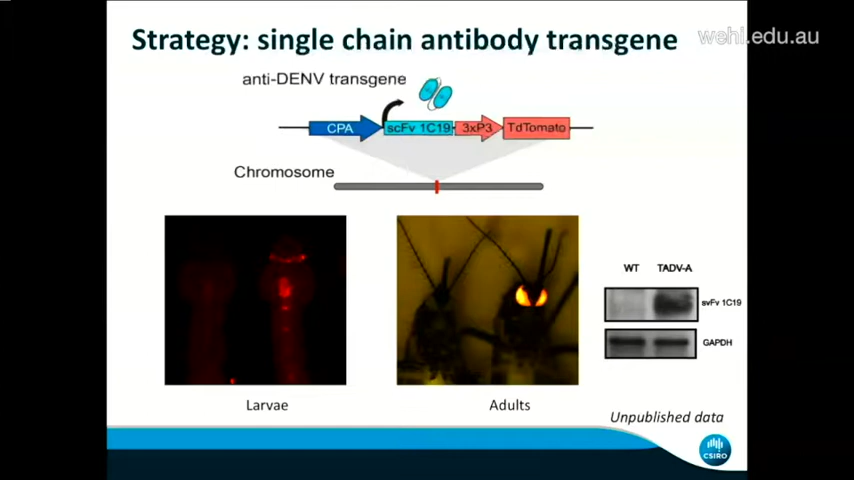 Strategy: single chain antibody transgene
wehi.edu.au
anti-DENV transgene
CPA
scFv 1C19
3xP3
TdTomato
Chromosome
WT
TADV-A
svFv 1C19
GAPDH
Larvae
Adults
Unpublished data
CSIRO